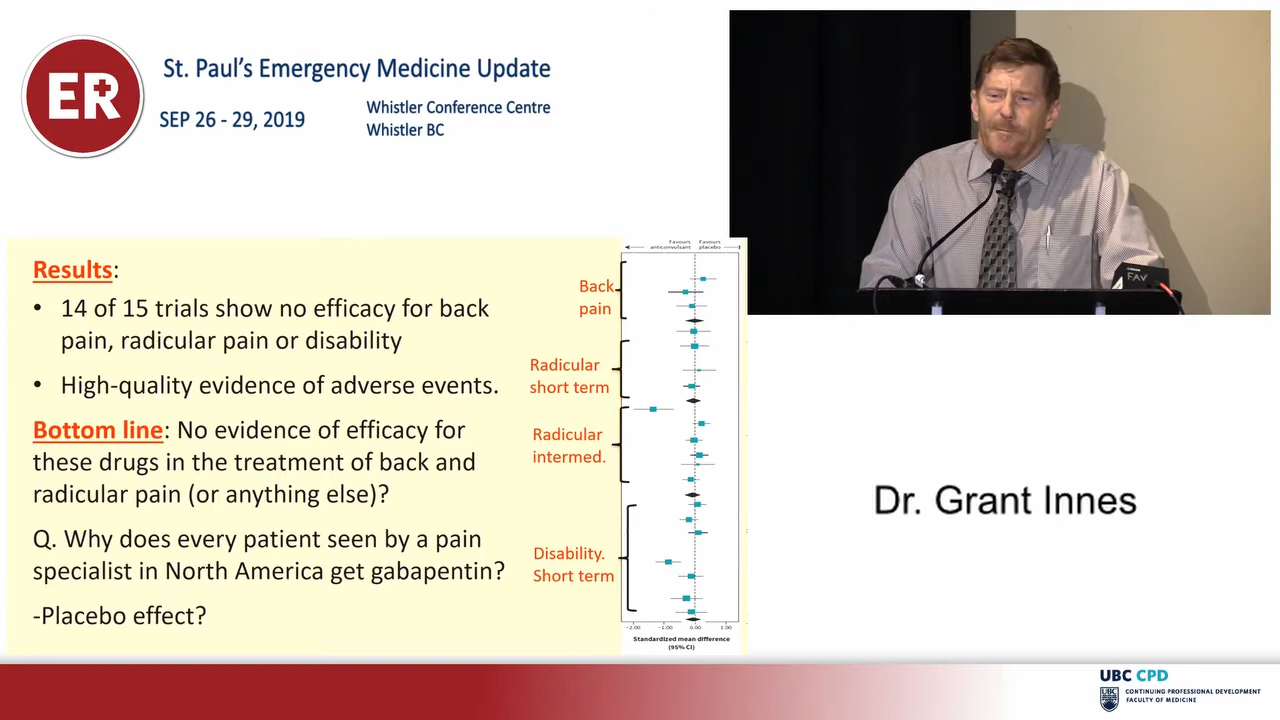 ER
St. Paul's Emergency Medicine Update
SEP 26 - 29, 2019
Whistler Conference Centre
Whistler BC
Results:
• 14 of 15 trials show no efficacy for back
pain, radicular pain or disability
• High-quality evidence of adverse events.
Bottom line: No evidence of efficacy for
these drugs in the treatment of back and
radicular pain (or anything else)?
Q. Why does every patient seen by a pain
specialist in North America get gabapentin?
-Placebo effect?
Favours
anticonvulsant
Favours
placebo
Back
pain
Radicular
short term
Radicular
intermed.
Disability.
Short term
-2.00 -1.00 0.00 1.00
Standardized mean difference
(95% CI)
FAV
Dr. Grant Innes
UBC CPD
UBC
CONTINUING PROFESSIONAL DEVELOPMENT
FACULTY OF MEDICINE